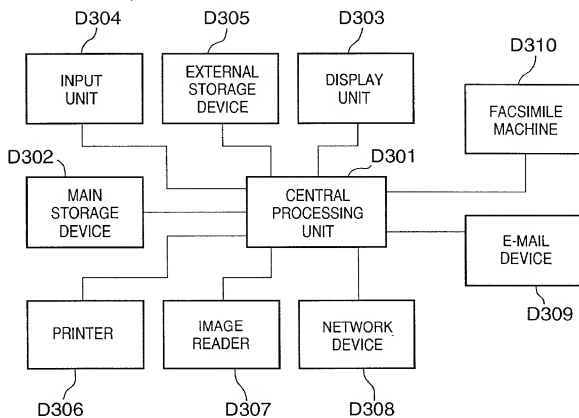 D304
D305
D303
D310
INPUT
UNIT
EXTERNAL
STORAGE
DEVICE
DISPLAY
UNIT
FACSIMILE
MACHINE
D302
D301
MAIN
STORAGE
DEVICE
CENTRAL
PROCESSING
UNIT
E-MAIL
DEVICE
D309
PRINTER
IMAGE
READER
NETWORK
DEVICE
D306
D307
D308